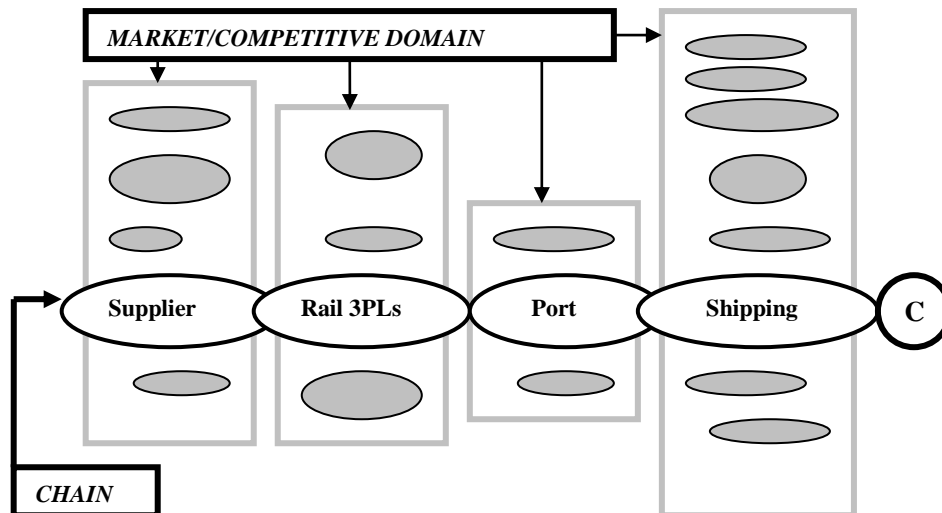 MARKET/COMPETITIVE DOMAIN
Supplier
Rail 3PLs
Port
Shipping
C
CHAIN